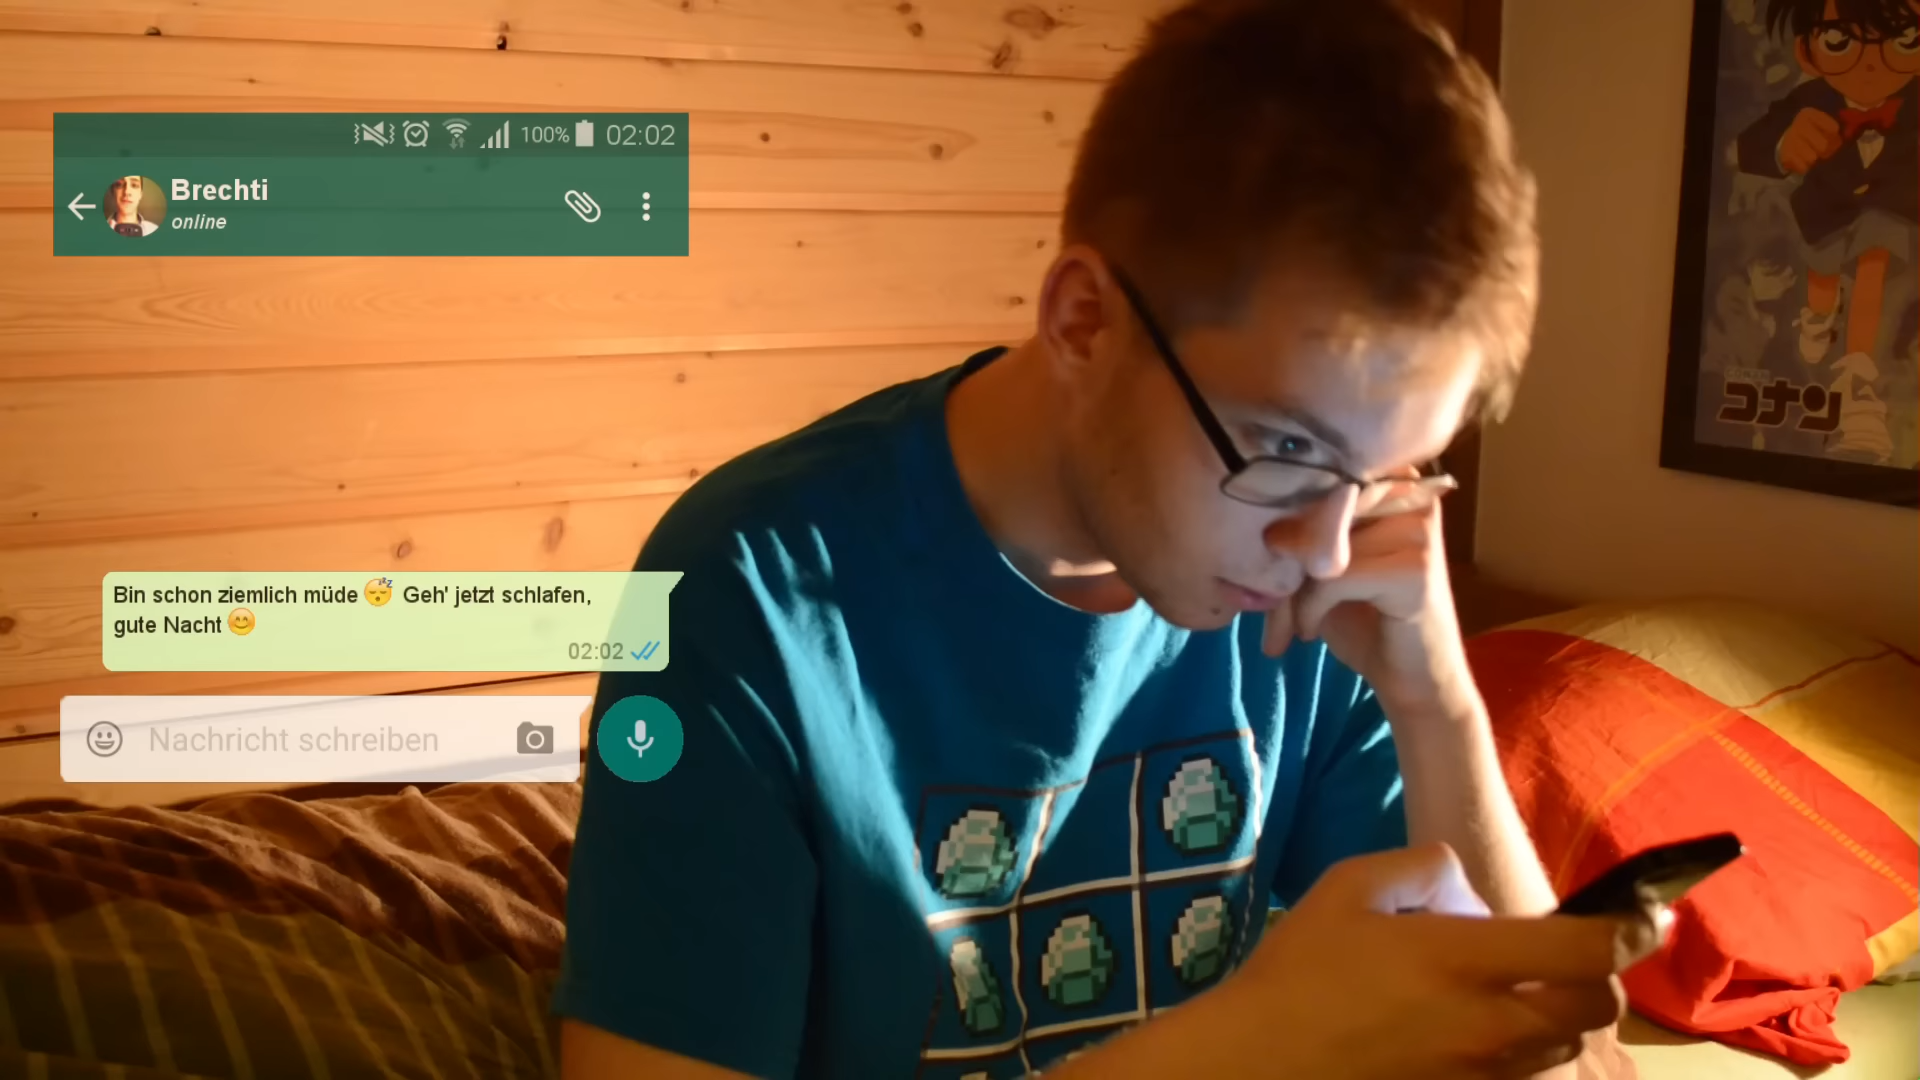 100% 02:02
Brechti
online
Bin schon ziemlich müde 😴 Geh' jetzt schlafen,
gute Nacht 😊
02:02
Nachricht schreiben
コナン